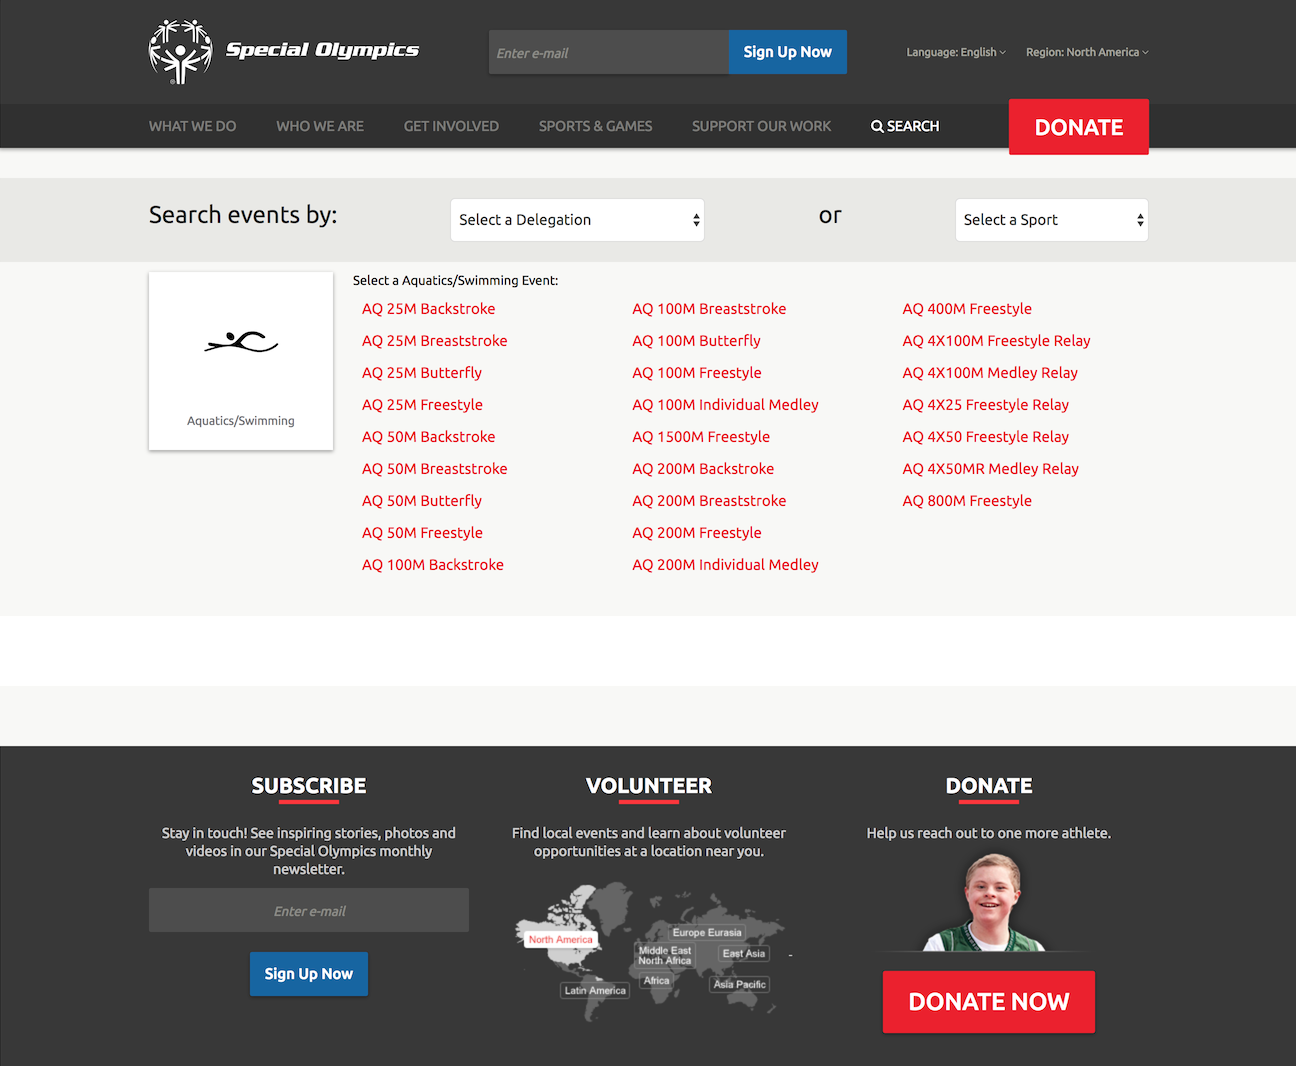 Special Olympics
®
Enter e-mail
Sign Up Now
Language: English
Region: North America
WHAT WE DO
WHO WE ARE
GET INVOLVED
SPORTS & GAMES
SUPPORT OUR WORK
SEARCH
DONATE
Search events by:
Select a Delegation
or
Select a Sport
Aquatics/Swimming
Select a Aquatics/Swimming Event:
AQ 25M Backstroke
AQ 25M Breaststroke
AQ 25M Butterfly
AQ 25M Freestyle
AQ 50M Backstroke
AQ 50M Breaststroke
AQ 50M Butterfly
AQ 50M Freestyle
AQ 100M Backstroke
AQ 100M Breaststroke
AQ 100M Butterfly
AQ 100M Freestyle
AQ 100M Individual Medley
AQ 1500M Freestyle
AQ 200M Backstroke
AQ 200M Breaststroke
AQ 200M Freestyle
AQ 200M Individual Medley
AQ 400M Freestyle
AQ 4X100M Freestyle Relay
AQ 4X100M Medley Relay
AQ 4X25 Freestyle Relay
AQ 4X50 Freestyle Relay
AQ 4X50MR Medley Relay
AQ 800M Freestyle
SUBSCRIBE
Stay in touch! See inspiring stories, photos and
videos in our Special Olympics monthly
newsletter.
Enter e-mail
Sign Up Now
VOLUNTEER
Find local events and learn about volunteer
opportunities at a location near you.
North America
Europe Eurasia
Middle East
North Africa
East Asia
Africa
Asia Pacific
Latin America
DONATE
Help us reach out to one more athlete.
DONATE NOW